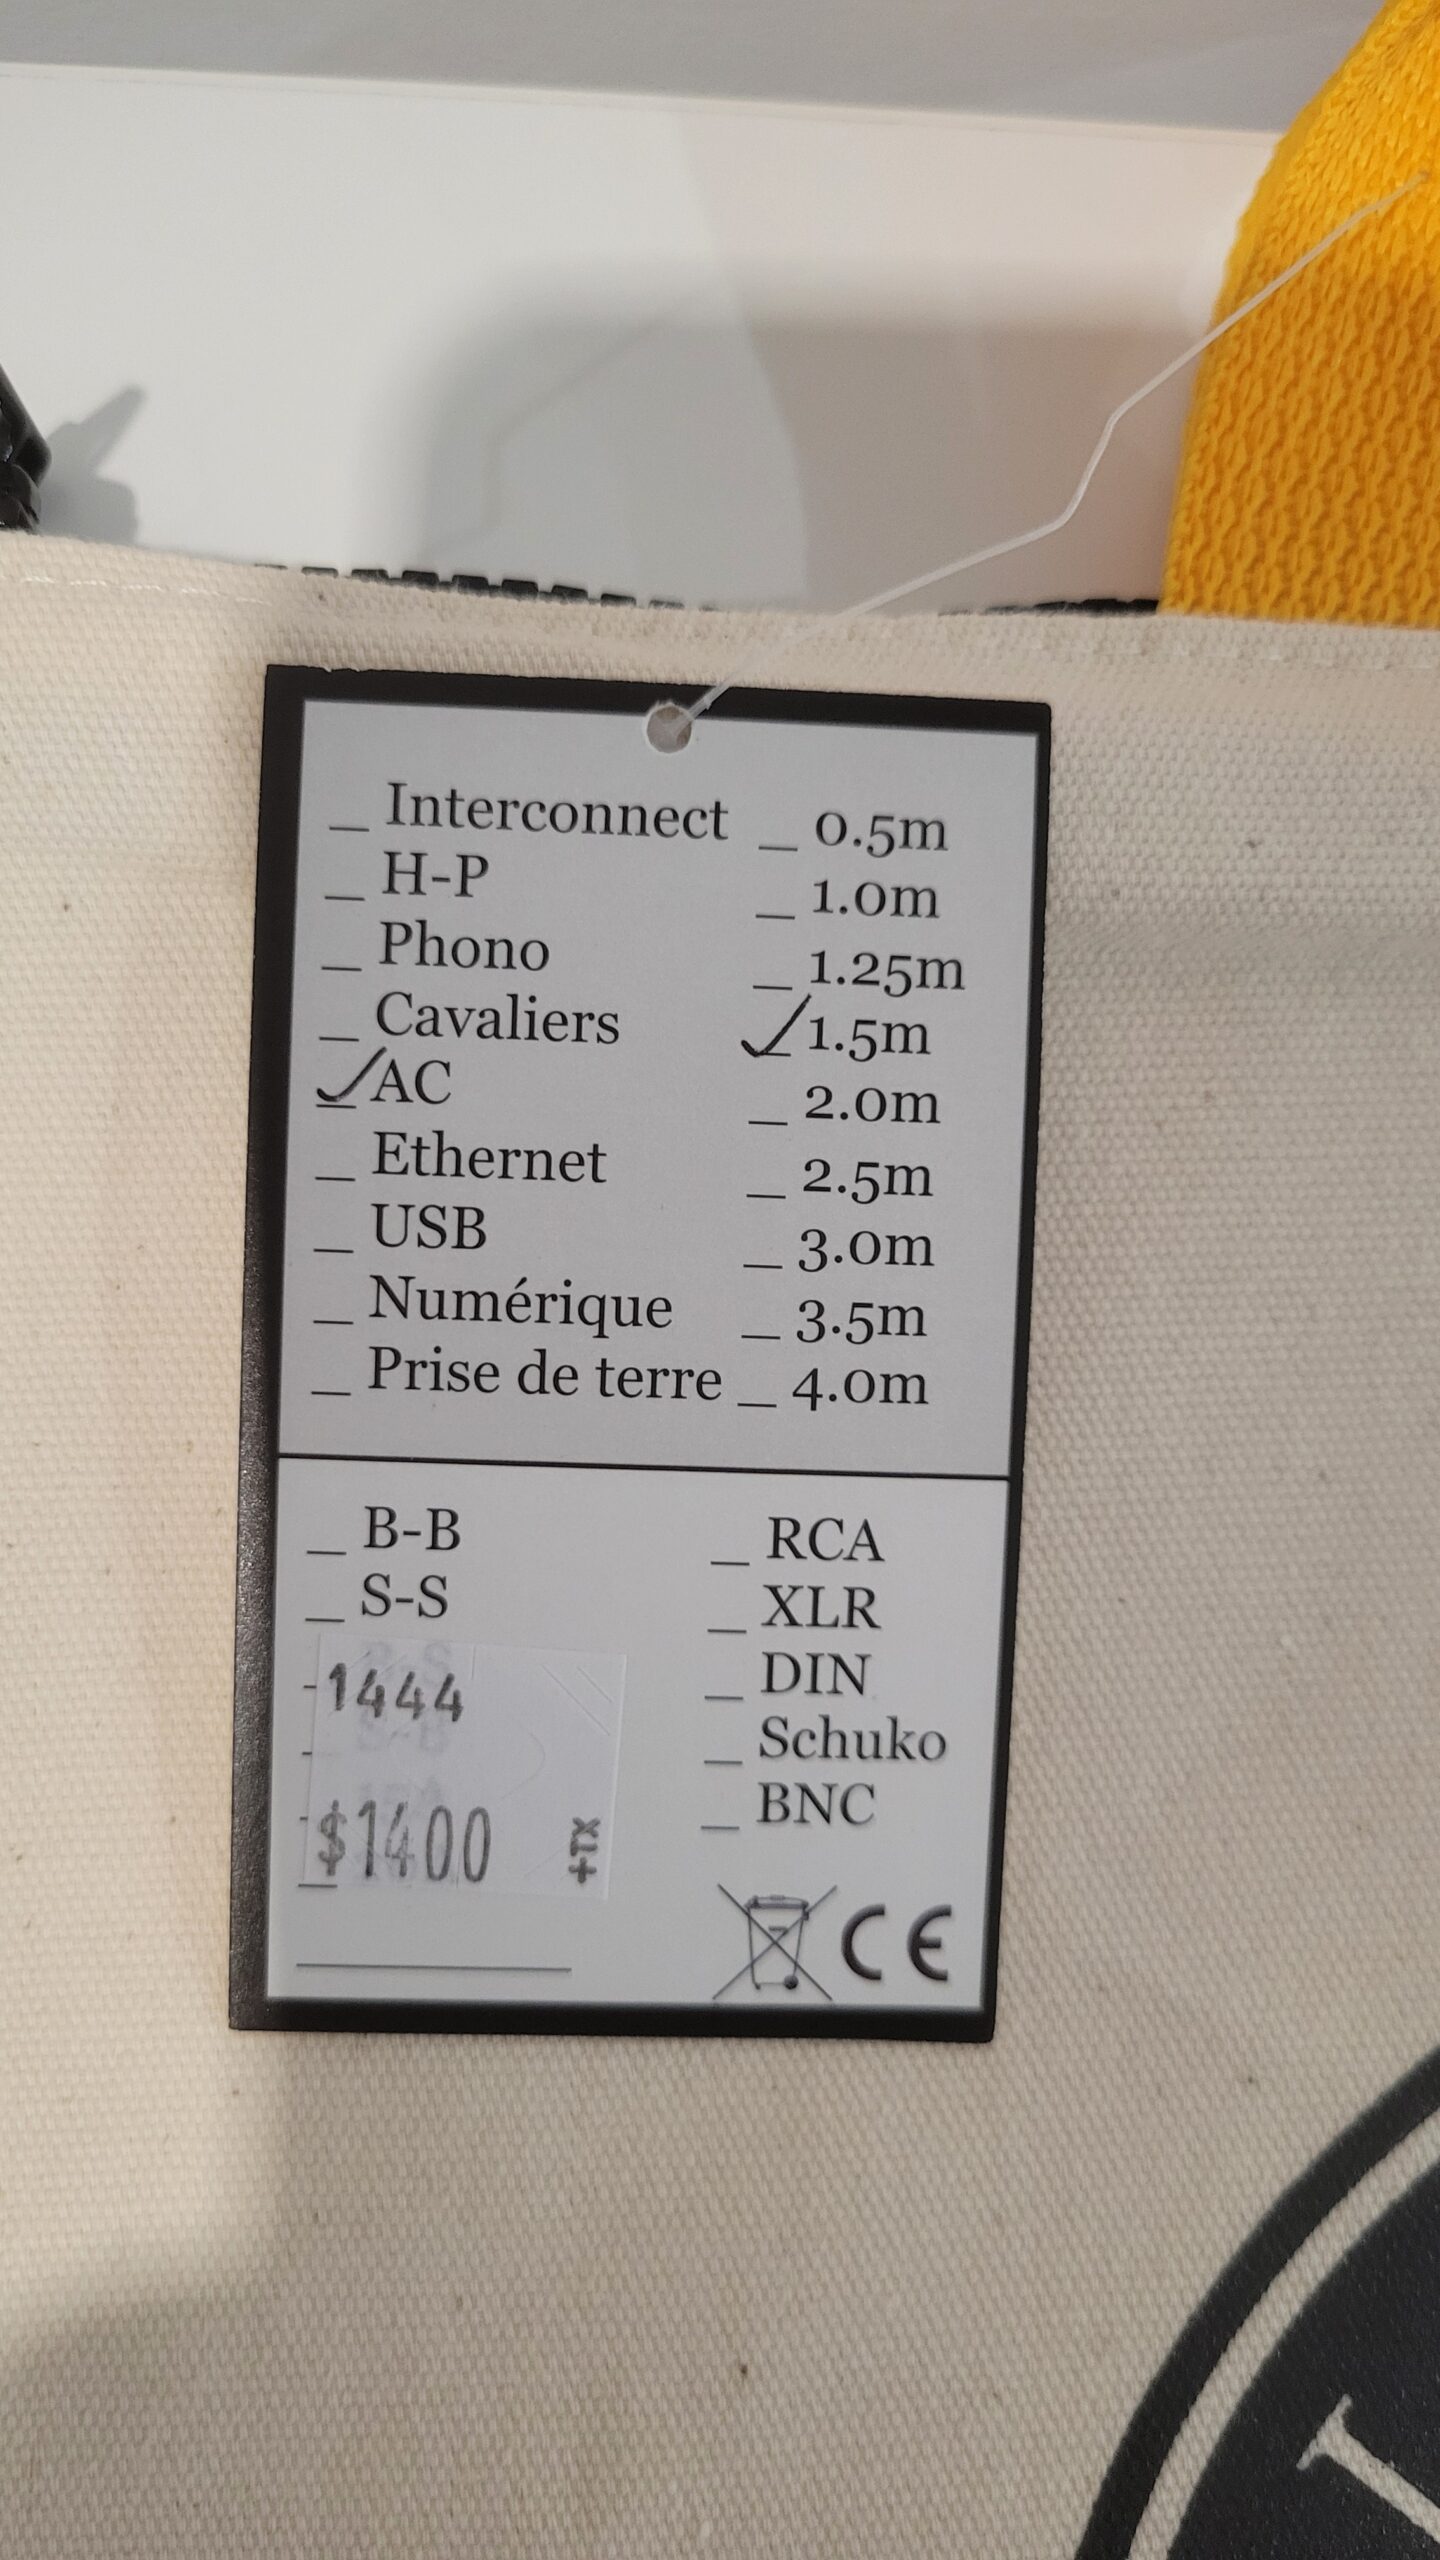 _ Interconnect _ 0.5m
_ H-P _ 1.0m
_ Phono _ 1.25m
_ Cavaliers ✓ 1.5m
✓ AC _ 2.0m
_ Ethernet _ 2.5m
_ USB _ 3.0m
_ Numérique _ 3.5m
_ Prise de terre _ 4.0m
_ B-B _ RCA
_ S-S _ XLR
1444 _ DIN
_ Schuko
$1400 +TX _ BNC
CE